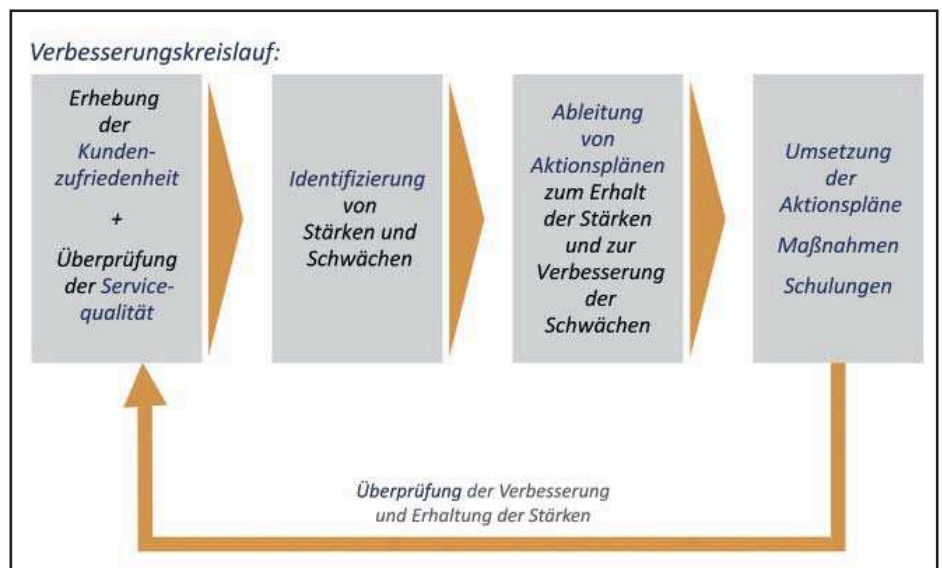 Verbesserungskreislauf:
Erhebung
der
Kunden-
zufriedenheit
+
Überprüfung
der Service-
qualität
Identifizierung
von
Stärken und
Schwächen
Ableitung
von
Aktionsplänen
zum Erhalt
der Stärken
und zur
Verbesserung
der
Schwächen
Umsetzung
der
Aktionspläne
Maßnahmen
Schulungen
Überprüfung der Verbesserung
und Erhaltung der Stärken